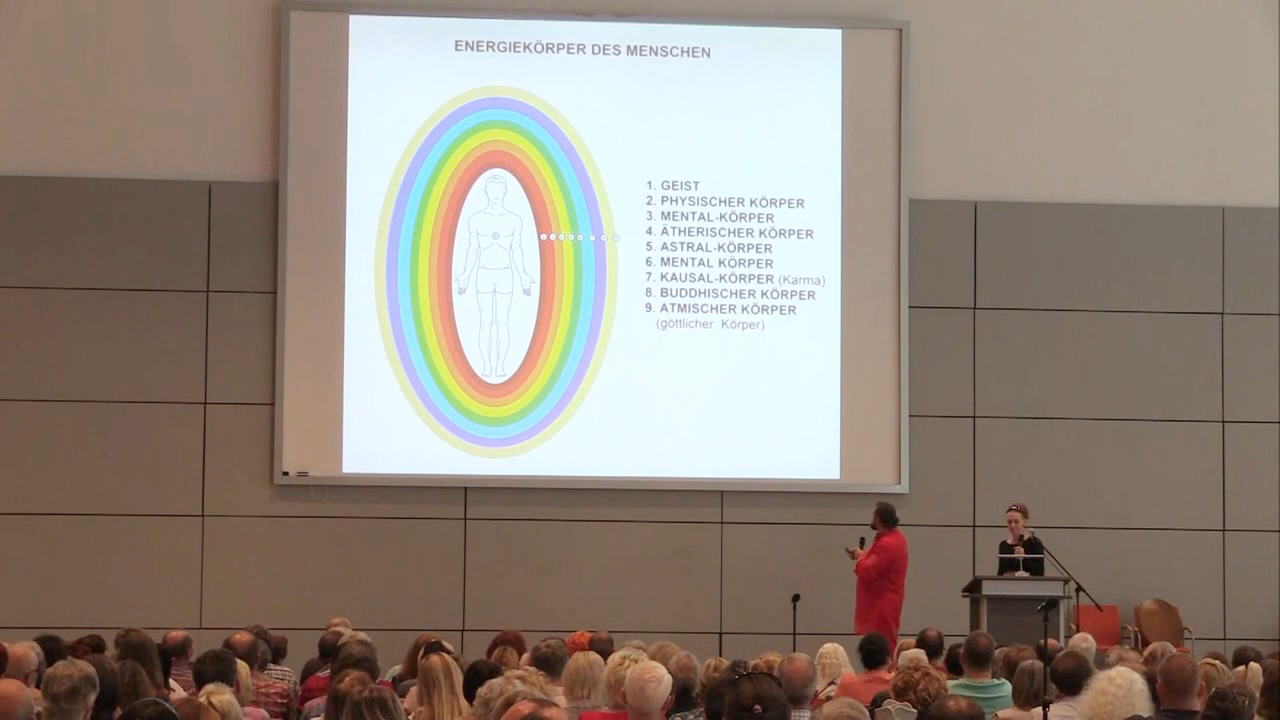 ENERGIEKÖRPER DES MENSCHEN
1. GEIST
2. PHYSISCHER KÖRPER
3. MENTAL-KÖRPER
4. ÄTHERISCHER KÖRPER
5. ASTRAL-KÖRPER
6. MENTAL KÖRPER
7. KAUSAL-KÖRPER (Karma)
8. BUDDHISCHER KÖRPER
9. ATMISCHER KÖRPER
(göttlicher Körper)